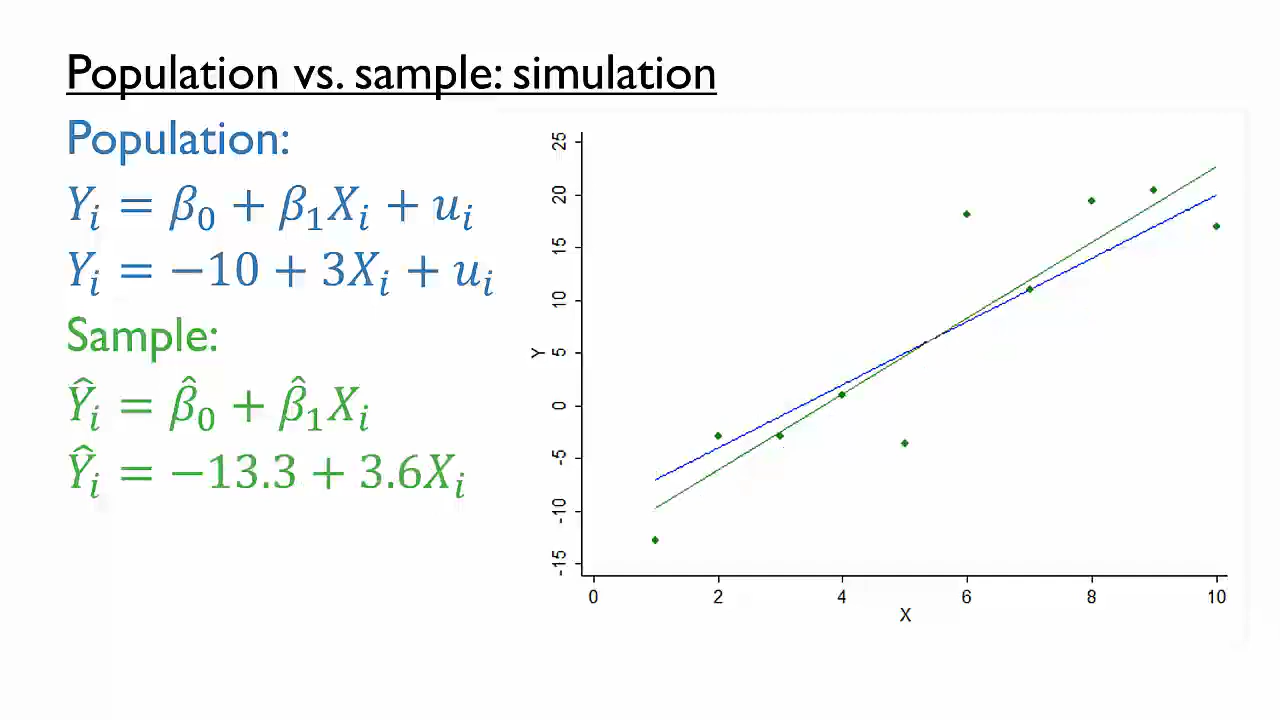 Population vs. sample: simulation
Population:
Yᵢ = β₀ + β₁Xᵢ + uᵢ
Yᵢ = −10 + 3Xᵢ + uᵢ
Sample:
Ŷᵢ = β̂₀ + β̂₁Xᵢ
Ŷᵢ = −13.3 + 3.6Xᵢ
25
20
15
10
5
0
-5
-10
-15
Y
0 2 4 6 8 10
X